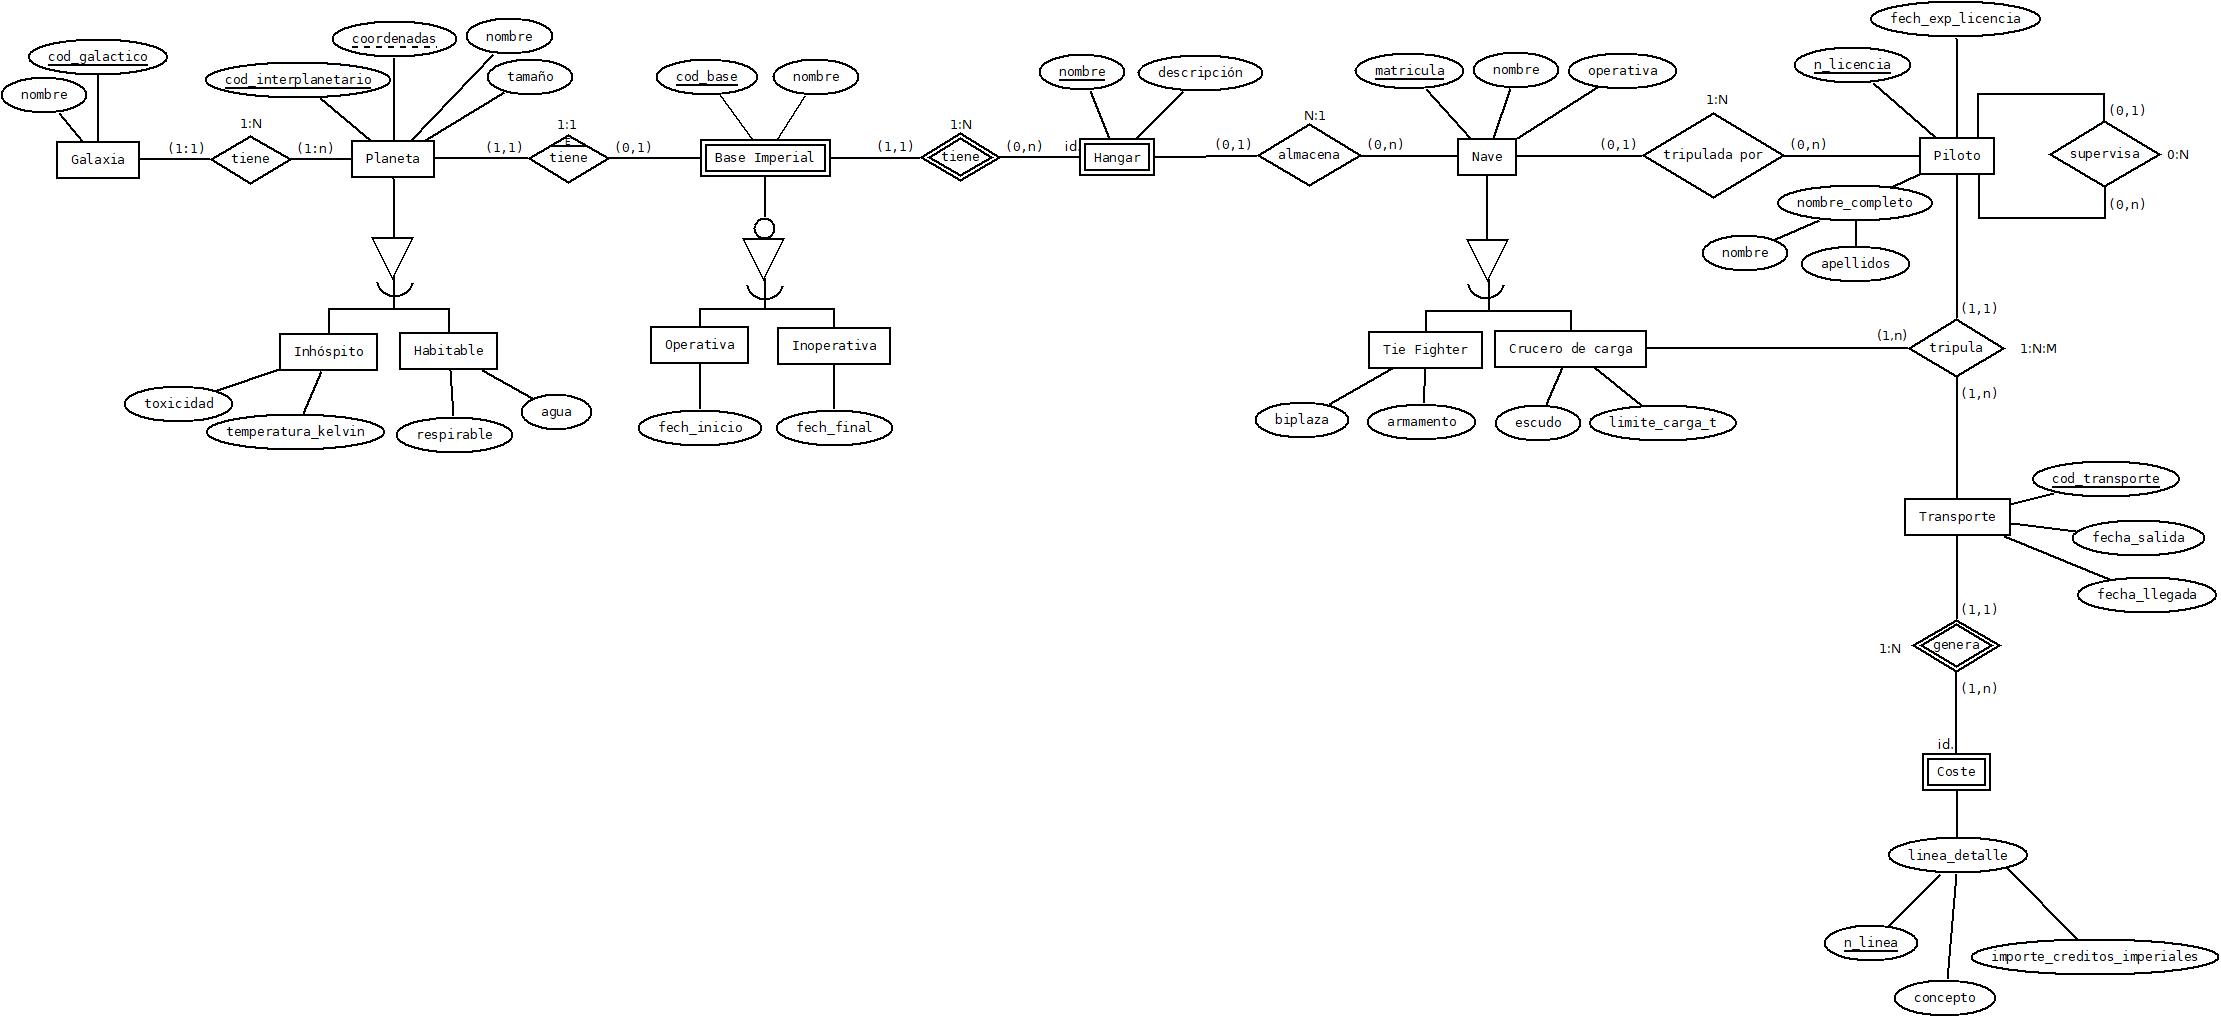 fech_exp_licencia
cod_galactico
coordenadas
nombre
nombre
cod_interplanetario
tamaño
cod_base
nombre
nombre
descripción
matricula
nombre
operativa
n_licencia
1:N
1:1
1:N
N:1
1:N
Galaxia
(1:1)
tiene
(1:n)
Planeta
(1,1)
E
tiene
(0,1)
Base Imperial
(1,1)
tiene
(0,n)
id.
Hangar
(0,1)
almacena
(0,n)
Nave
(0,1)
tripulada por
(0,n)
Piloto
(0,1)
supervisa
0:N
(0,n)
nombre_completo
nombre
apellidos
Inhóspito
Habitable
Operativa
Inoperativa
Tie Fighter
Crucero de carga
(1,n)
(1,1)
tripula
1:N:M
(1,n)
toxicidad
temperatura_kelvin
respirable
agua
fech_inicio
fech_final
biplaza
armamento
escudo
limite_carga_t
cod_transporte
Transporte
fecha_salida
fecha_llegada
(1,1)
1:N
genera
(1,n)
id.
Coste
linea_detalle
n_linea
importe_creditos_imperiales
concepto